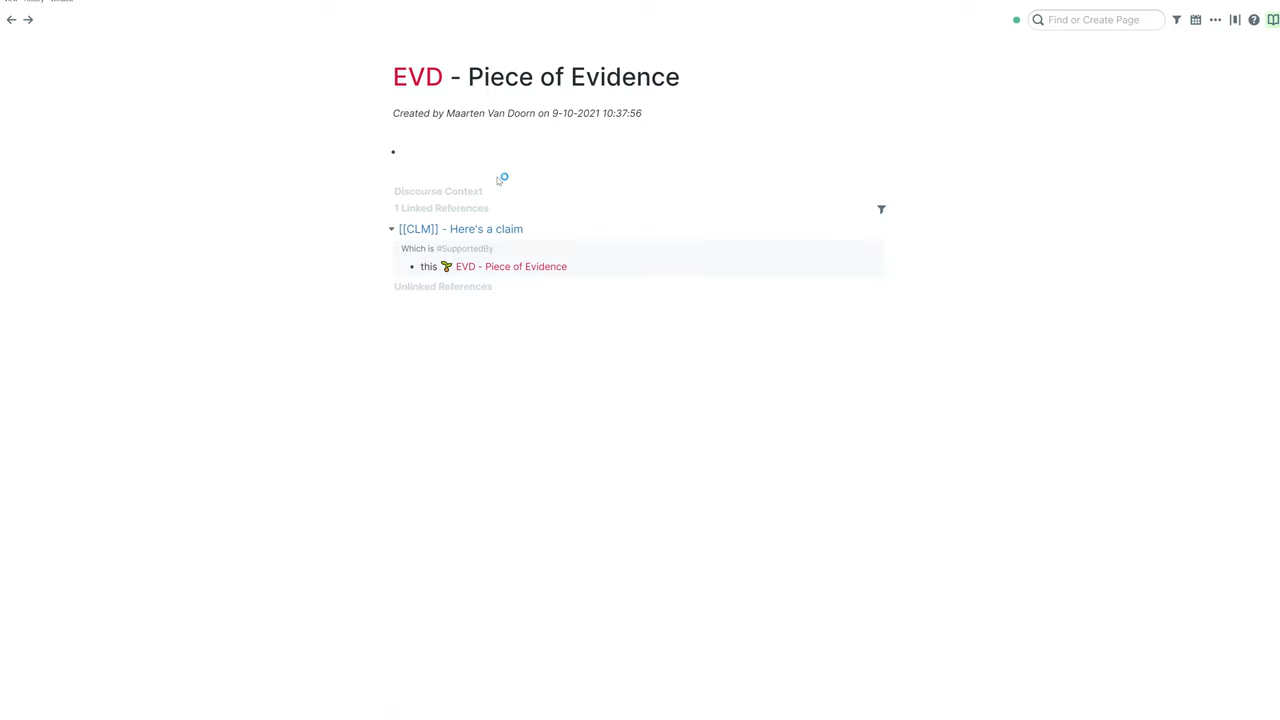 Find or Create Page
EVD - Piece of Evidence
Created by Maarten Van Doorn on 9-10-2021 10:37:56
Discourse Context
1 Linked References
[[CLM]] - Here's a claim
Which is #SupportedBy
this 🌱 EVD - Piece of Evidence
Unlinked References